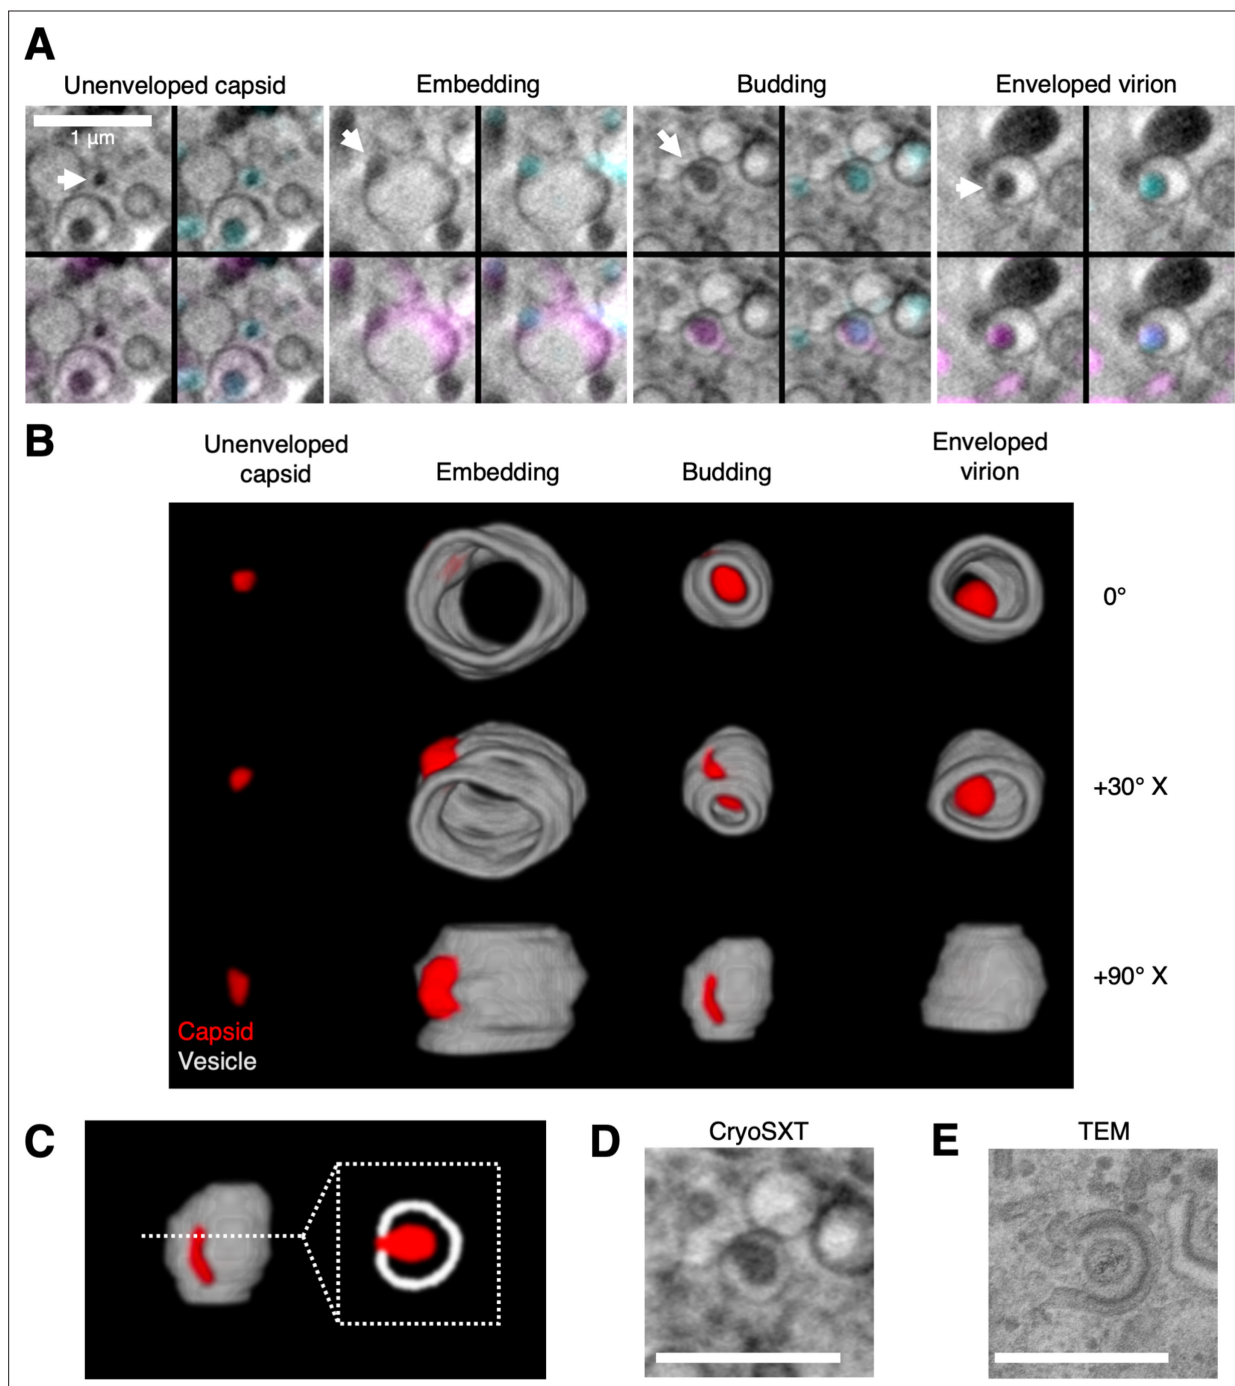 A
Unenveloped capsid
Embedding
Budding
Enveloped virion
1 µm
B
Unenveloped
capsid
Embedding
Budding
Enveloped
virion
0°
+30° X
+90° X
Capsid
Vesicle
C
D
CryoSXT
E
TEM